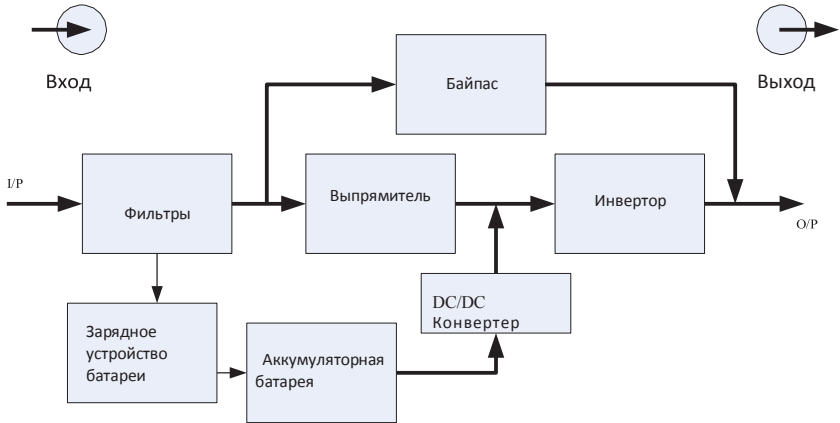 Вход
Выход
Байпас
I/P
Фильтры
Выпрямитель
Инвертор
O/P
DC/DC
Конвертер
Зарядное
устройство
батареи
Аккумуляторная
батарея